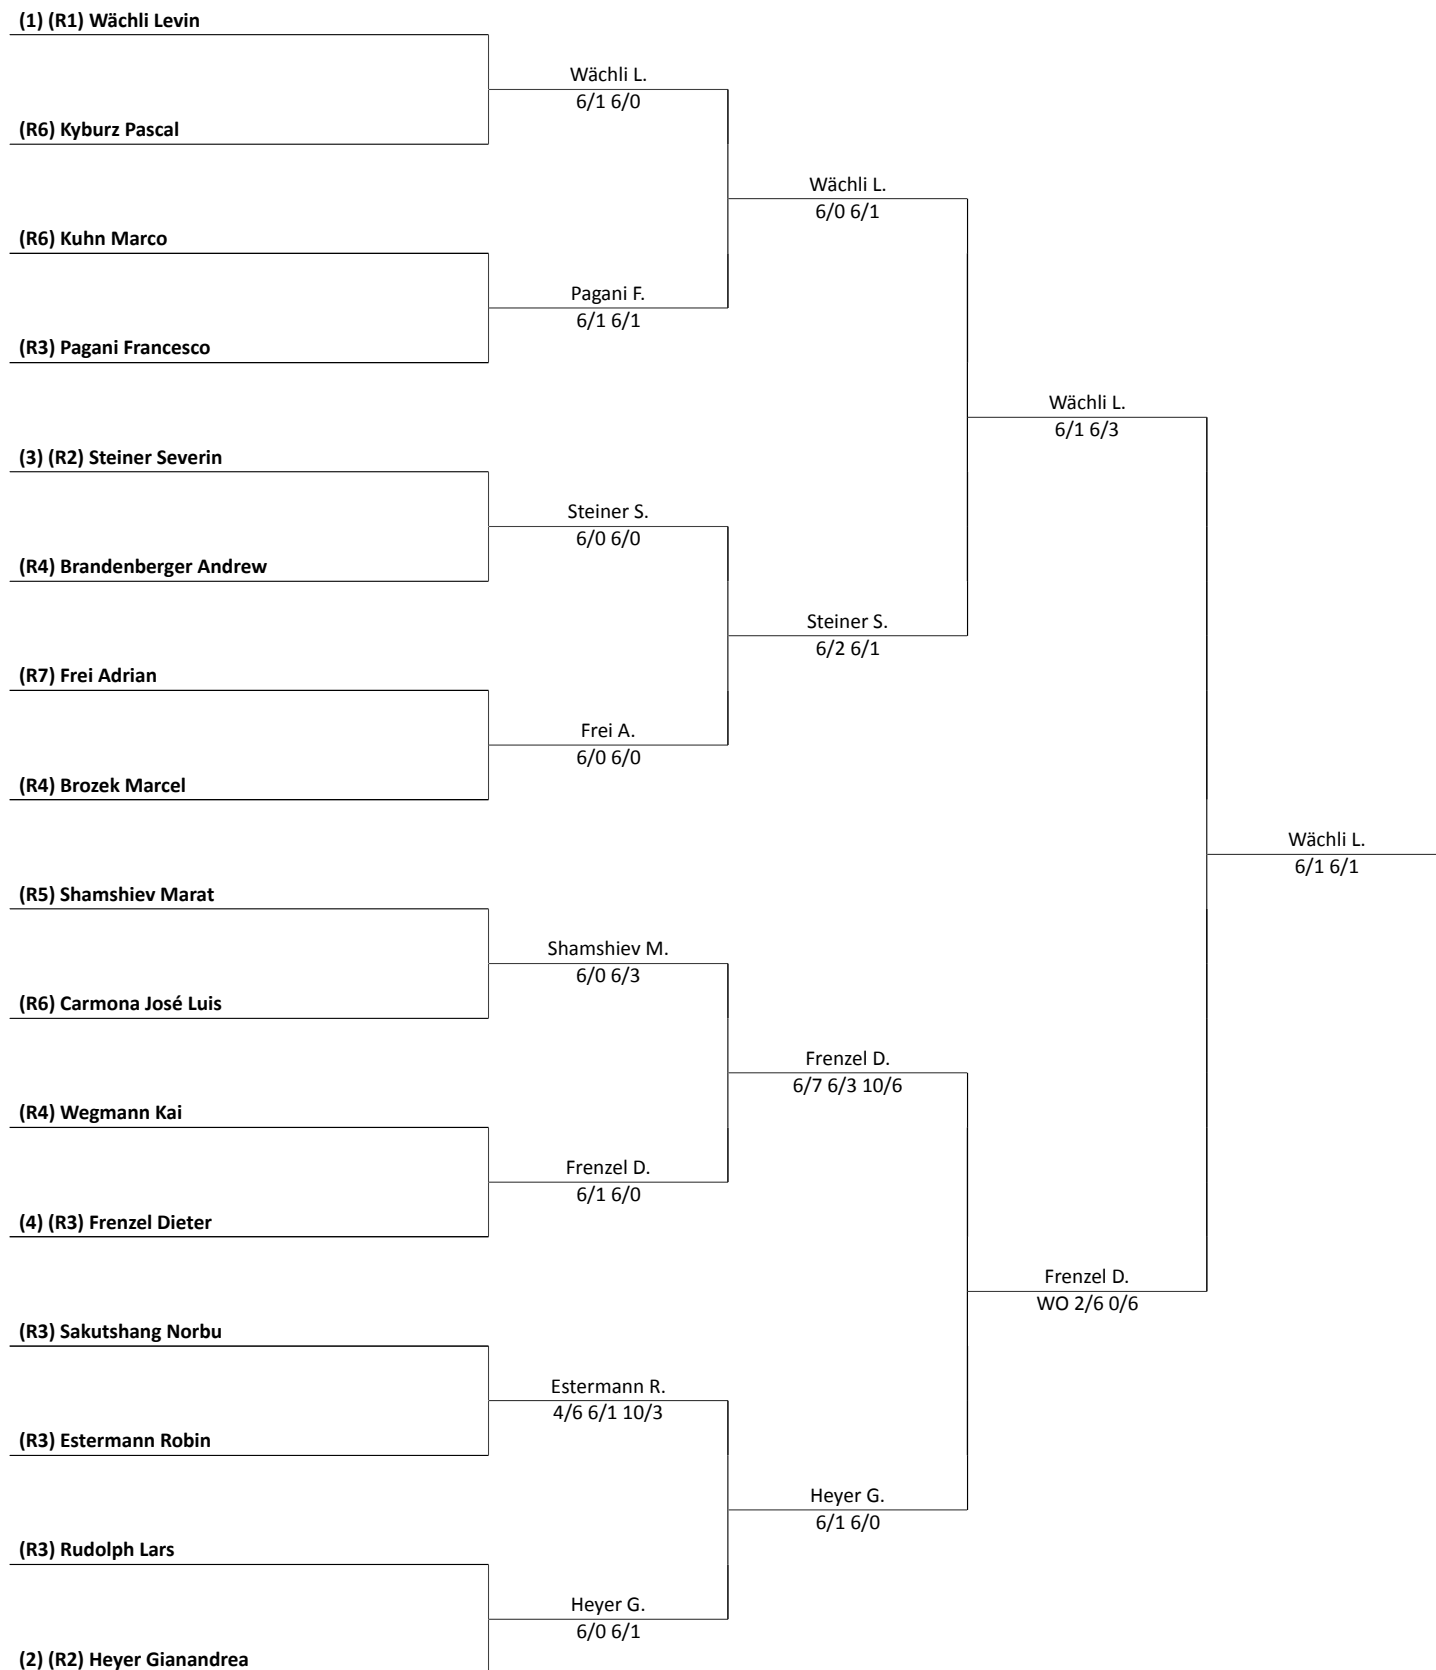 (1) (R1) Wächli Levin
Wächli L.
6/1 6/0
(R6) Kyburz Pascal
Wächli L.
6/0 6/1
(R6) Kuhn Marco
Pagani F.
6/1 6/1
(R3) Pagani Francesco
Wächli L.
6/1 6/3
(3) (R2) Steiner Severin
Steiner S.
6/0 6/0
(R4) Brandenberger Andrew
Steiner S.
6/2 6/1
(R7) Frei Adrian
Frei A.
6/0 6/0
(R4) Brozek Marcel
Wächli L.
6/1 6/1
(R5) Shamshiev Marat
Shamshiev M.
6/0 6/3
(R6) Carmona José Luis
Frenzel D.
6/7 6/3 10/6
(R4) Wegmann Kai
Frenzel D.
6/1 6/0
(4) (R3) Frenzel Dieter
Frenzel D.
WO 2/6 0/6
(R3) Sakutshang Norbu
Estermann R.
4/6 6/1 10/3
(R3) Estermann Robin
Heyer G.
6/1 6/0
(R3) Rudolph Lars
Heyer G.
6/0 6/1
(2) (R2) Heyer Gianandrea